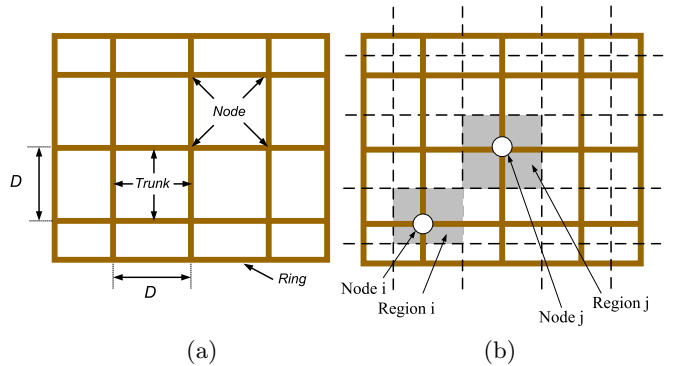 Node
D
Trunk
D
Ring
Node i
Region i
Node j
Region j
(a)
(b)